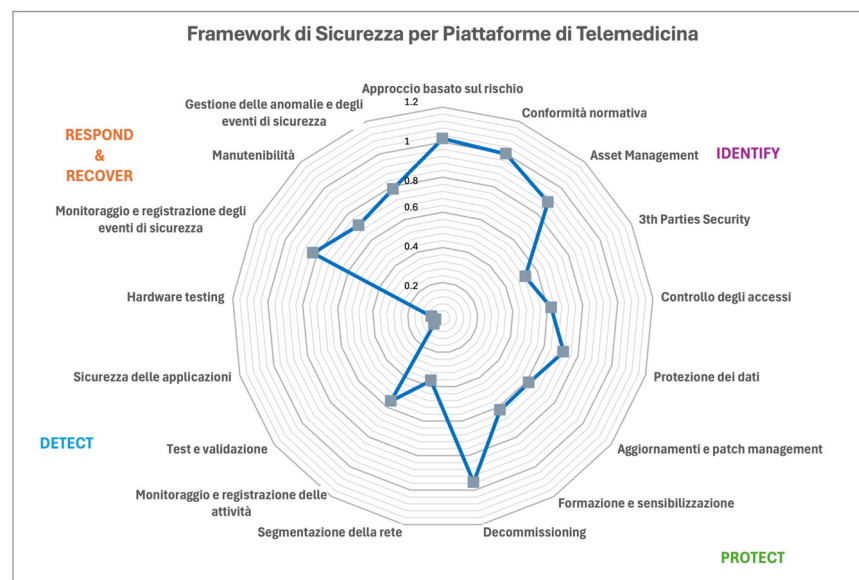 Framework di Sicurezza per Piattaforme di Telemedicina
Approccio basato sul rischio
1.2
1
0.8
0.6
0.4
0.2
Conformità normativa
Asset Management
IDENTIFY
3th Parties Security
Controllo degli accessi
Protezione dei dati
Aggiornamenti e patch management
Formazione e sensibilizzazione
Decommissioning
PROTECT
Segmentazione della rete
Monitoraggio e registrazione delle
attività
Test e validazione
DETECT
Sicurezza delle applicazioni
Hardware testing
Monitoraggio e registrazione degli
eventi di sicurezza
Manutenibilità
RESPOND
&
RECOVER
Gestione delle anomalie e degli
eventi di sicurezza